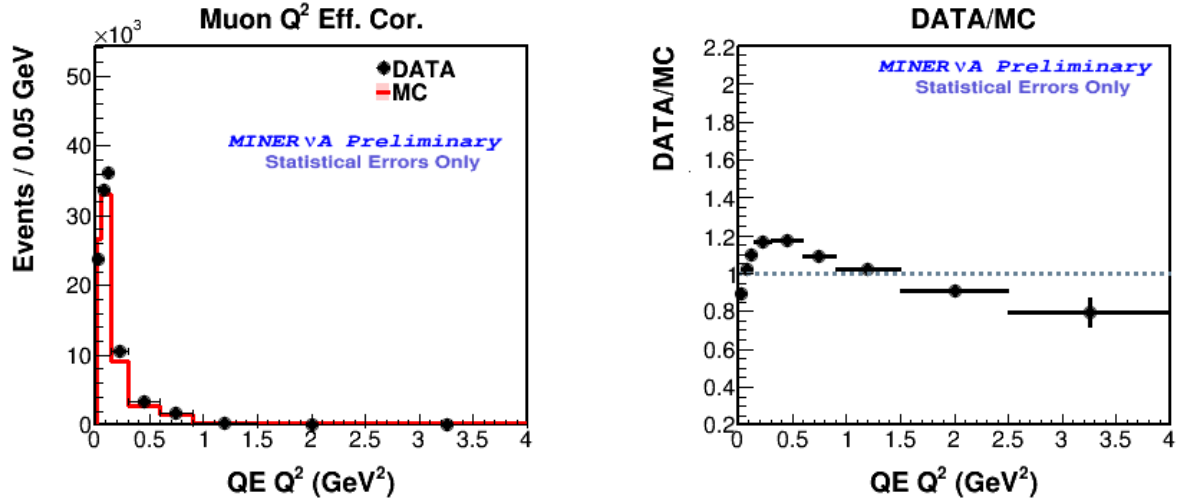 Muon Q² Eff. Cor.
×10³
Events / 0.05 GeV
50
40
30
20
10
0
DATA
MC
MINERνA Preliminary
Statistical Errors Only
0 0.5 1 1.5 2 2.5 3 3.5 4
QE Q² (GeV²)
DATA/MC
DATA/MC
2.2
2
1.8
1.6
1.4
1.2
1
0.8
0.6
0.4
0.2
MINERνA Preliminary
Statistical Errors Only
0 0.5 1 1.5 2 2.5 3 3.5 4
QE Q² (GeV²)